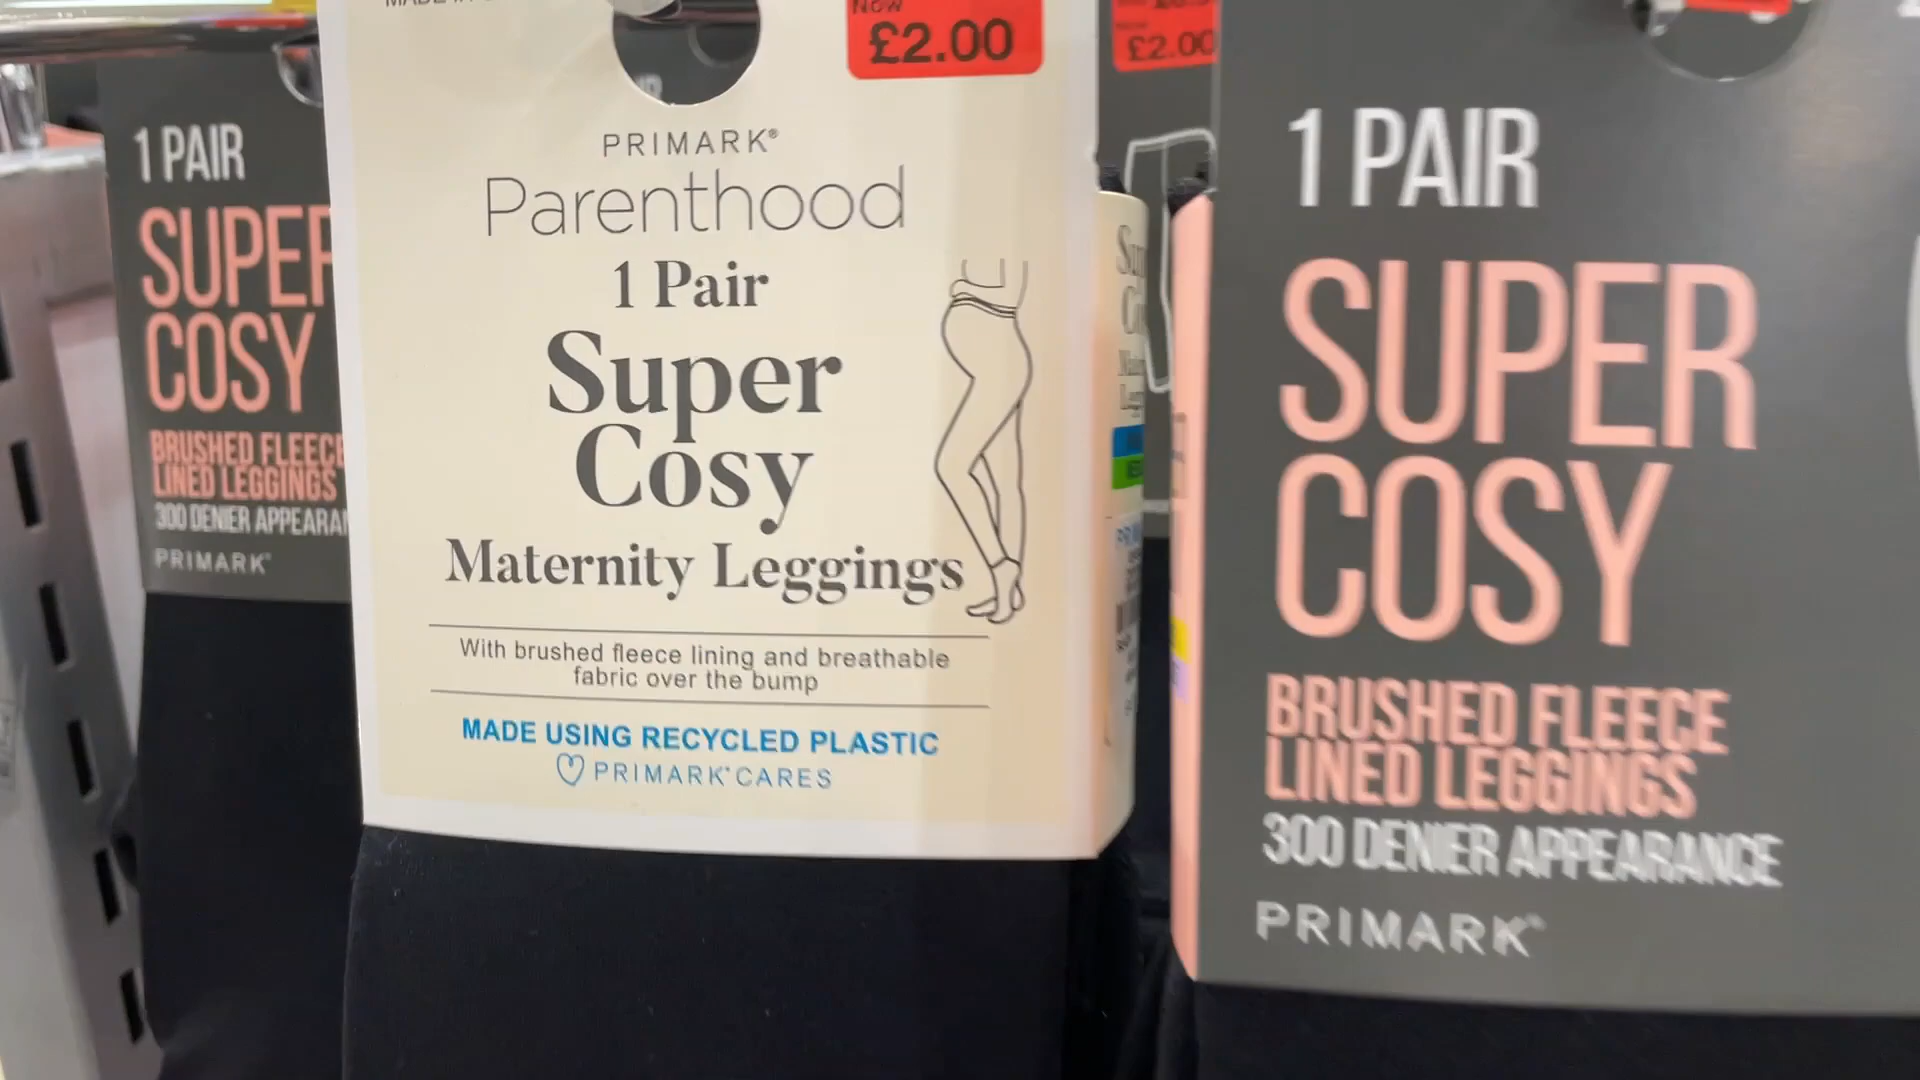 1 PAIR
SUPER
COSY
BRUSHED FLEECE
LINED LEGGINGS
300 DENIER
PRIMARK
Now
£2.00
PRIMARK®
Parenthood
1 Pair
Super
Cosy
Maternity Leggings
With brushed fleece lining and breathable
fabric over the bump
MADE USING RECYCLED PLASTIC
PRIMARK® CARES
£2.00
1 PAIR
SUPER
COSY
BRUSHED FLEECE
LINED LEGGINGS
300 DENIER APPEARANCE
PRIMARK®